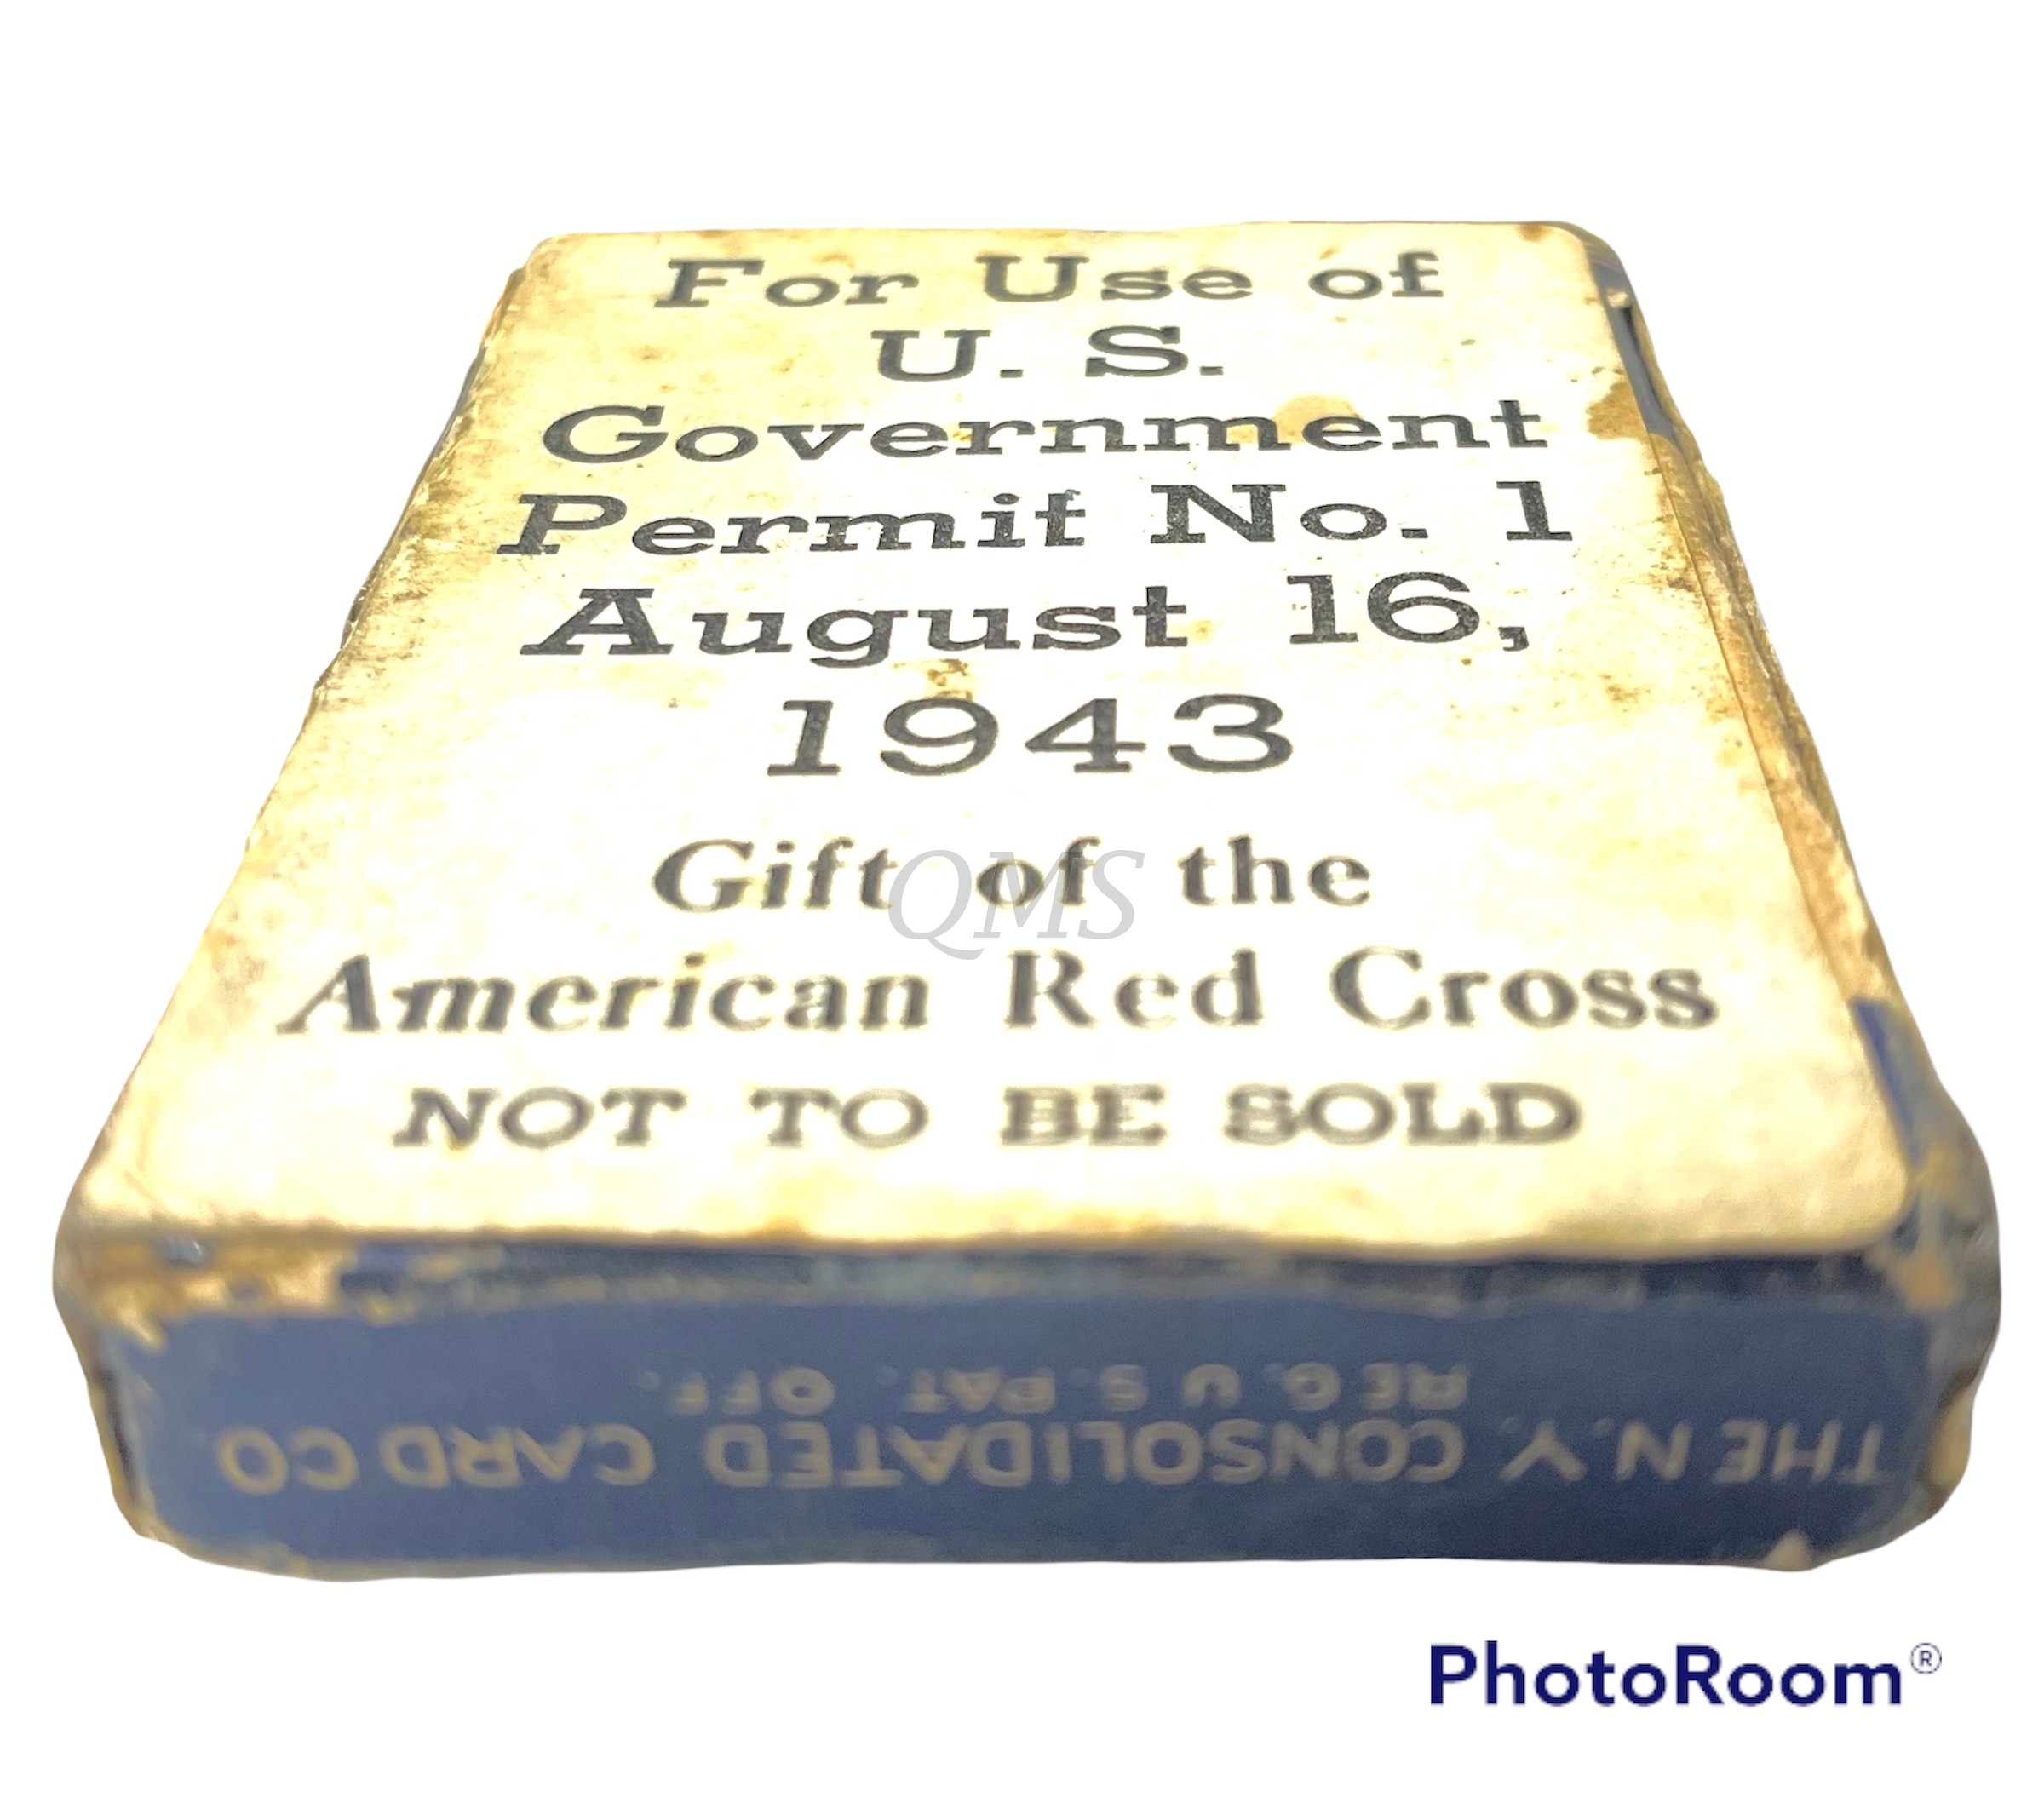 For Use of
U. S.
Government
Permit No. 1
August 16,
1943
Gift of the
American Red Cross
NOT TO BE SOLD
QMS
THE N.Y. CONSOLIDATED CARD CO
REG. U S. PAT. OFF.
PhotoRoom®